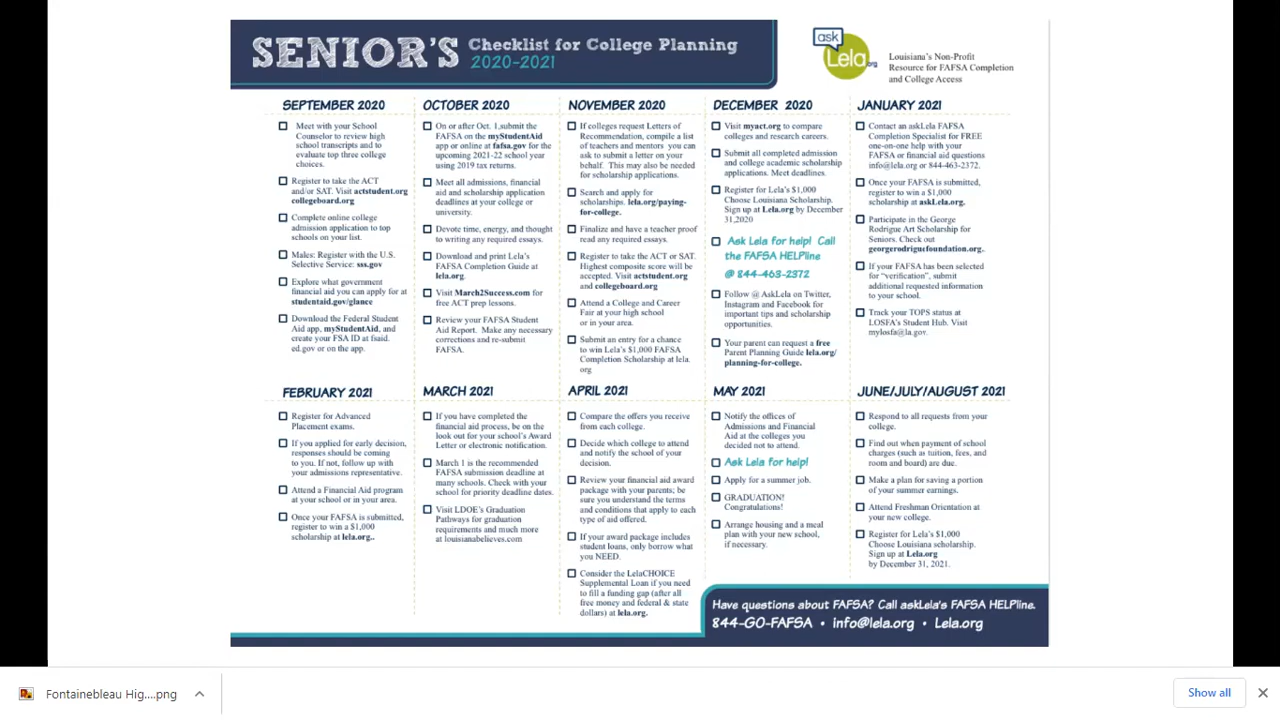 SENIOR'S Checklist for College Planning
2020-2021
ask
Lela.org
Louisiana's Non-Profit
Resource for FAFSA Completion
and College Access
SEPTEMBER 2020
Meet with your School
Counselor to review high
school transcripts and to
evaluate top three college
choices.
Register to take the ACT
and/or SAT. Visit actstudent.org
collegeboard.org
Complete online college
admission application to top
schools on your list.
Males: Register with the U.S.
Selective Service: sss.gov
Explore what government
financial aid you can apply for at
studentaid.gov/glance
Download the Federal Student
Aid app, myStudentAid, and
create your FSA ID at fsaid.
ed.gov or on the app.
OCTOBER 2020
On or after Oct. 1,submit the
FAFSA on the myStudentAid
app or online at fafsa.gov for the
upcoming 2021-22 school year
using 2019 tax returns.
Meet all admissions, financial
aid and scholarship application
deadlines at your college or
university.
Devote time, energy, and thought
to writing any required essays.
Download and print Lela's
FAFSA Completion Guide at
lela.org.
Visit March2Success.com for
free ACT prep lessons.
Review your FAFSA Student
Aid Report. Make any necessary
corrections and re-submit
FAFSA.
NOVEMBER 2020
If colleges request Letters of
Recommendation, compile a list
of teachers and mentors you can
ask to submit a letter on your
behalf. This may also be needed
for scholarship applications.
Search and apply for
scholarships. lela.org/paying-
for-college.
Finalize and have a teacher proof
read any required essays.
Register to take the ACT or SAT.
Highest composite score will be
accepted. Visit actstudent.org
and collegeboard.org
Attend a College and Career
Fair at your high school
or in your area.
Submit an entry for a chance
to win Lela's $1,000 FAFSA
Completion Scholarship at lela.
org
DECEMBER 2020
Visit myact.org to compare
colleges and research careers.
Submit all completed admission
and college academic scholarship
applications. Meet deadlines.
Register for Lela's $1,000
Choose Louisiana Scholarship.
Sign up at Lela.org by December
31,2020
Ask Lela for help! Call
the FAFSA HELPline
@ 844-463-2372
Follow @ AskLela on Twitter,
Instagram and Facebook for
important tips and scholarship
opportunities.
Your parent can request a free
Parent Planning Guide lela.org/
planning-for-college.
JANUARY 2021
Contact an askLela FAFSA
Completion Specialist for FREE
one-on-one help with your
FAFSA or financial aid questions
info@lela.org or 844-463-2372.
Once your FAFSA is submitted,
register to win a $1,000
scholarship at askLela.org.
Participate in the George
Rodrigue Art Scholarship for
Seniors. Check out
georgerodriguefoundation.org.
If your FAFSA has been selected
for "verification", submit
additional requested information
to your school.
Track your TOPS status at
LOSFA's Student Hub. Visit
mylosfa@la.gov.
FEBRUARY 2021
Register for Advanced
Placement exams.
If you applied for early decision,
responses should be coming
to you. If not, follow up with
your admissions representative.
Attend a Financial Aid program
at your school or in your area.
Once your FAFSA is submitted,
register to win a $1,000
scholarship at lela.org..
MARCH 2021
If you have completed the
financial aid process, be on the
look out for your school's Award
Letter or electronic notification.
March 1 is the recommended
FAFSA submission deadline at
many schools. Check with your
school for priority deadline dates.
Visit LDOE's Graduation
Pathways for graduation
requirements and much more
at louisianabelieves.com
APRIL 2021
Compare the offers you receive
from each college.
Decide which college to attend
and notify the school of your
decision.
Review your financial aid award
package with your parents; be
sure you understand the terms
and conditions that apply to each
type of aid offered.
If your award package includes
student loans, only borrow what
you NEED.
Consider the LelaCHOICE
Supplemental Loan if you need
to fill a funding gap (after all
free money and federal & state
dollars) at lela.org.
MAY 2021
Notify the offices of
Admissions and Financial
Aid at the colleges you
decided not to attend.
Ask Lela for help!
Apply for a summer job.
GRADUATION!
Congratulations!
Arrange housing and a meal
plan with your new school,
if necessary.
JUNE/JULY/AUGUST 2021
Respond to all requests from your
college.
Find out when payment of school
charges (such as tuition, fees, and
room and board) are due.
Make a plan for saving a portion
of your summer earnings.
Attend Freshman Orientation at
your new college.
Register for Lela's $1,000
Choose Louisiana scholarship.
Sign up at Lela.org
by December 31, 2021.
Have questions about FAFSA? Call askLela's FAFSA HELPline.
844-GO-FAFSA • info@lela.org • Lela.org
Fontainebleau Hig....png
Show all